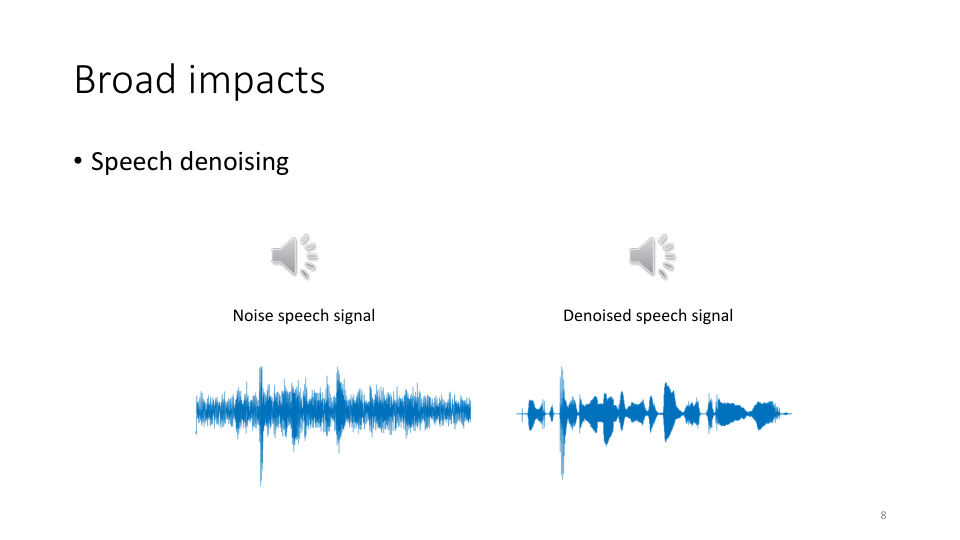 Broad impacts
• Speech denoising
Noise speech signal
Denoised speech signal
8